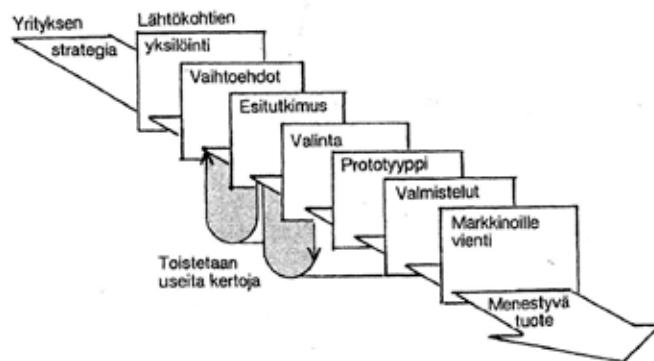 Yrityksen
strategia
Lähtökohtien
yksilöinti
Vaihtoehdot
Esitutkimus
Valinta
Prototyyppi
Valmistelut
Markkinoille
vienti
Toistetaan
useita kertoja
Menestyvä
tuote